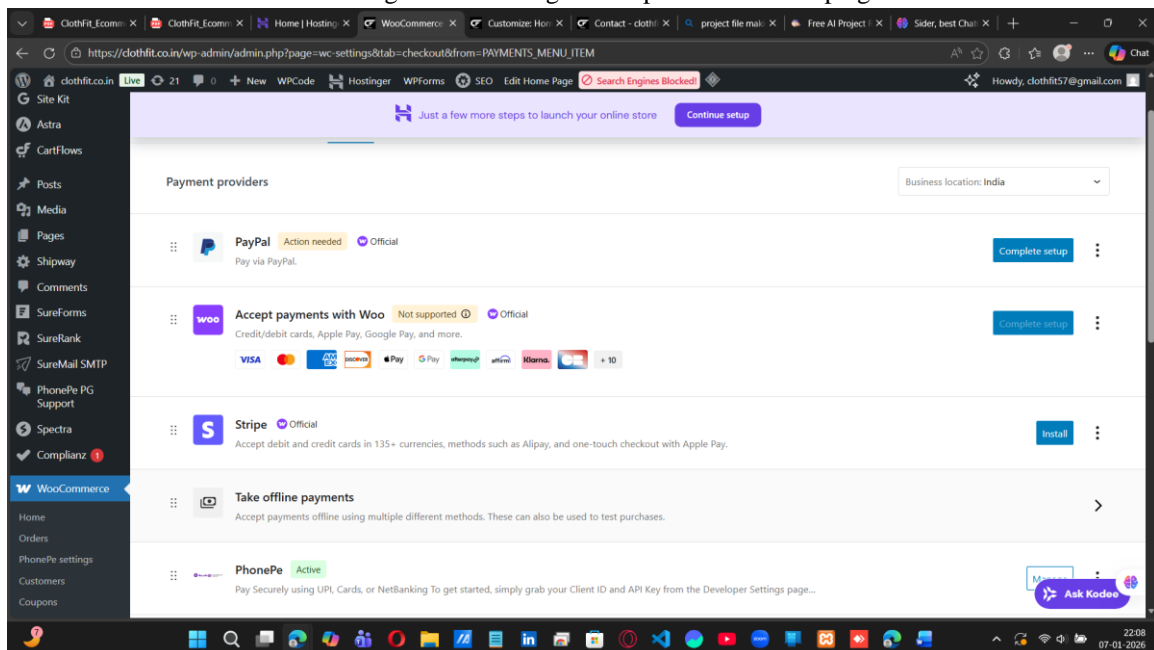 ClothFit_Ecomm
ClothFit_Ecomm
Home | Hosting
WooCommerce
Customize: Hom
Contact - clothfi
project file mak
Free AI Project
Sider, best Chat
https://clothfit.co.in/wp-admin/admin.php?page=wc-settings&tab=checkout&from=PAYMENTS_MENU_ITEM
Chat
clothfit.co.in Live 21 0 + New WPCode Hostinger WPForms SEO Edit Home Page Search Engines Blocked! Howdy, clothfit57@gmail.com
Site Kit
Astra
CartFlows
Posts
Media
Pages
Shipway
Comments
SureForms
SureRank
SureMail SMTP
PhonePe PG
Support
Spectra
Complianz 1
WooCommerce
Home
Orders
PhonePe settings
Customers
Coupons
Just a few more steps to launch your online store Continue setup
Payment providers
Business location: India
PayPal Action needed Official
Pay via PayPal.
Complete setup
woo
Accept payments with Woo Not supported Official
Credit/debit cards, Apple Pay, Google Pay, and more.
Complete setup
VISA AM EX DISCOVER Pay G Pay afterpay affirm Klarna. + 10
S
Stripe Official
Accept debit and credit cards in 135+ currencies, methods such as Alipay, and one-touch checkout with Apple Pay.
Install
Take offline payments
Accept payments offline using multiple different methods. These can also be used to test purchases.
PhonePe Active
Pay Securely using UPI, Cards, or NetBanking To get started, simply grab your Client ID and API Key from the Developer Settings page...
Ask Kodee
22:08
07-01-2026